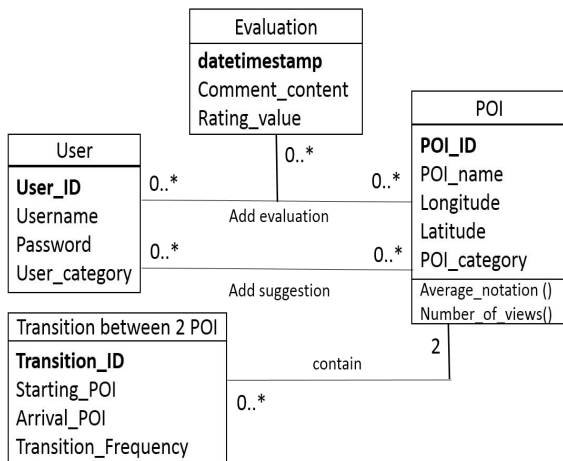 Evaluation
datetimestamp
Comment_content
Rating_value
0..*
POI
POI_ID
POI_name
Longitude
Latitude
POI_category
Average_notation ()
Number_of_views()
User
User_ID
Username
Password
User_category
0..*
0..*
Add evaluation
0..*
0..*
Add suggestion
Transition between 2 POI
Transition_ID
Starting_POI
Arrival_POI
Transition_Frequency
2
contain
0..*